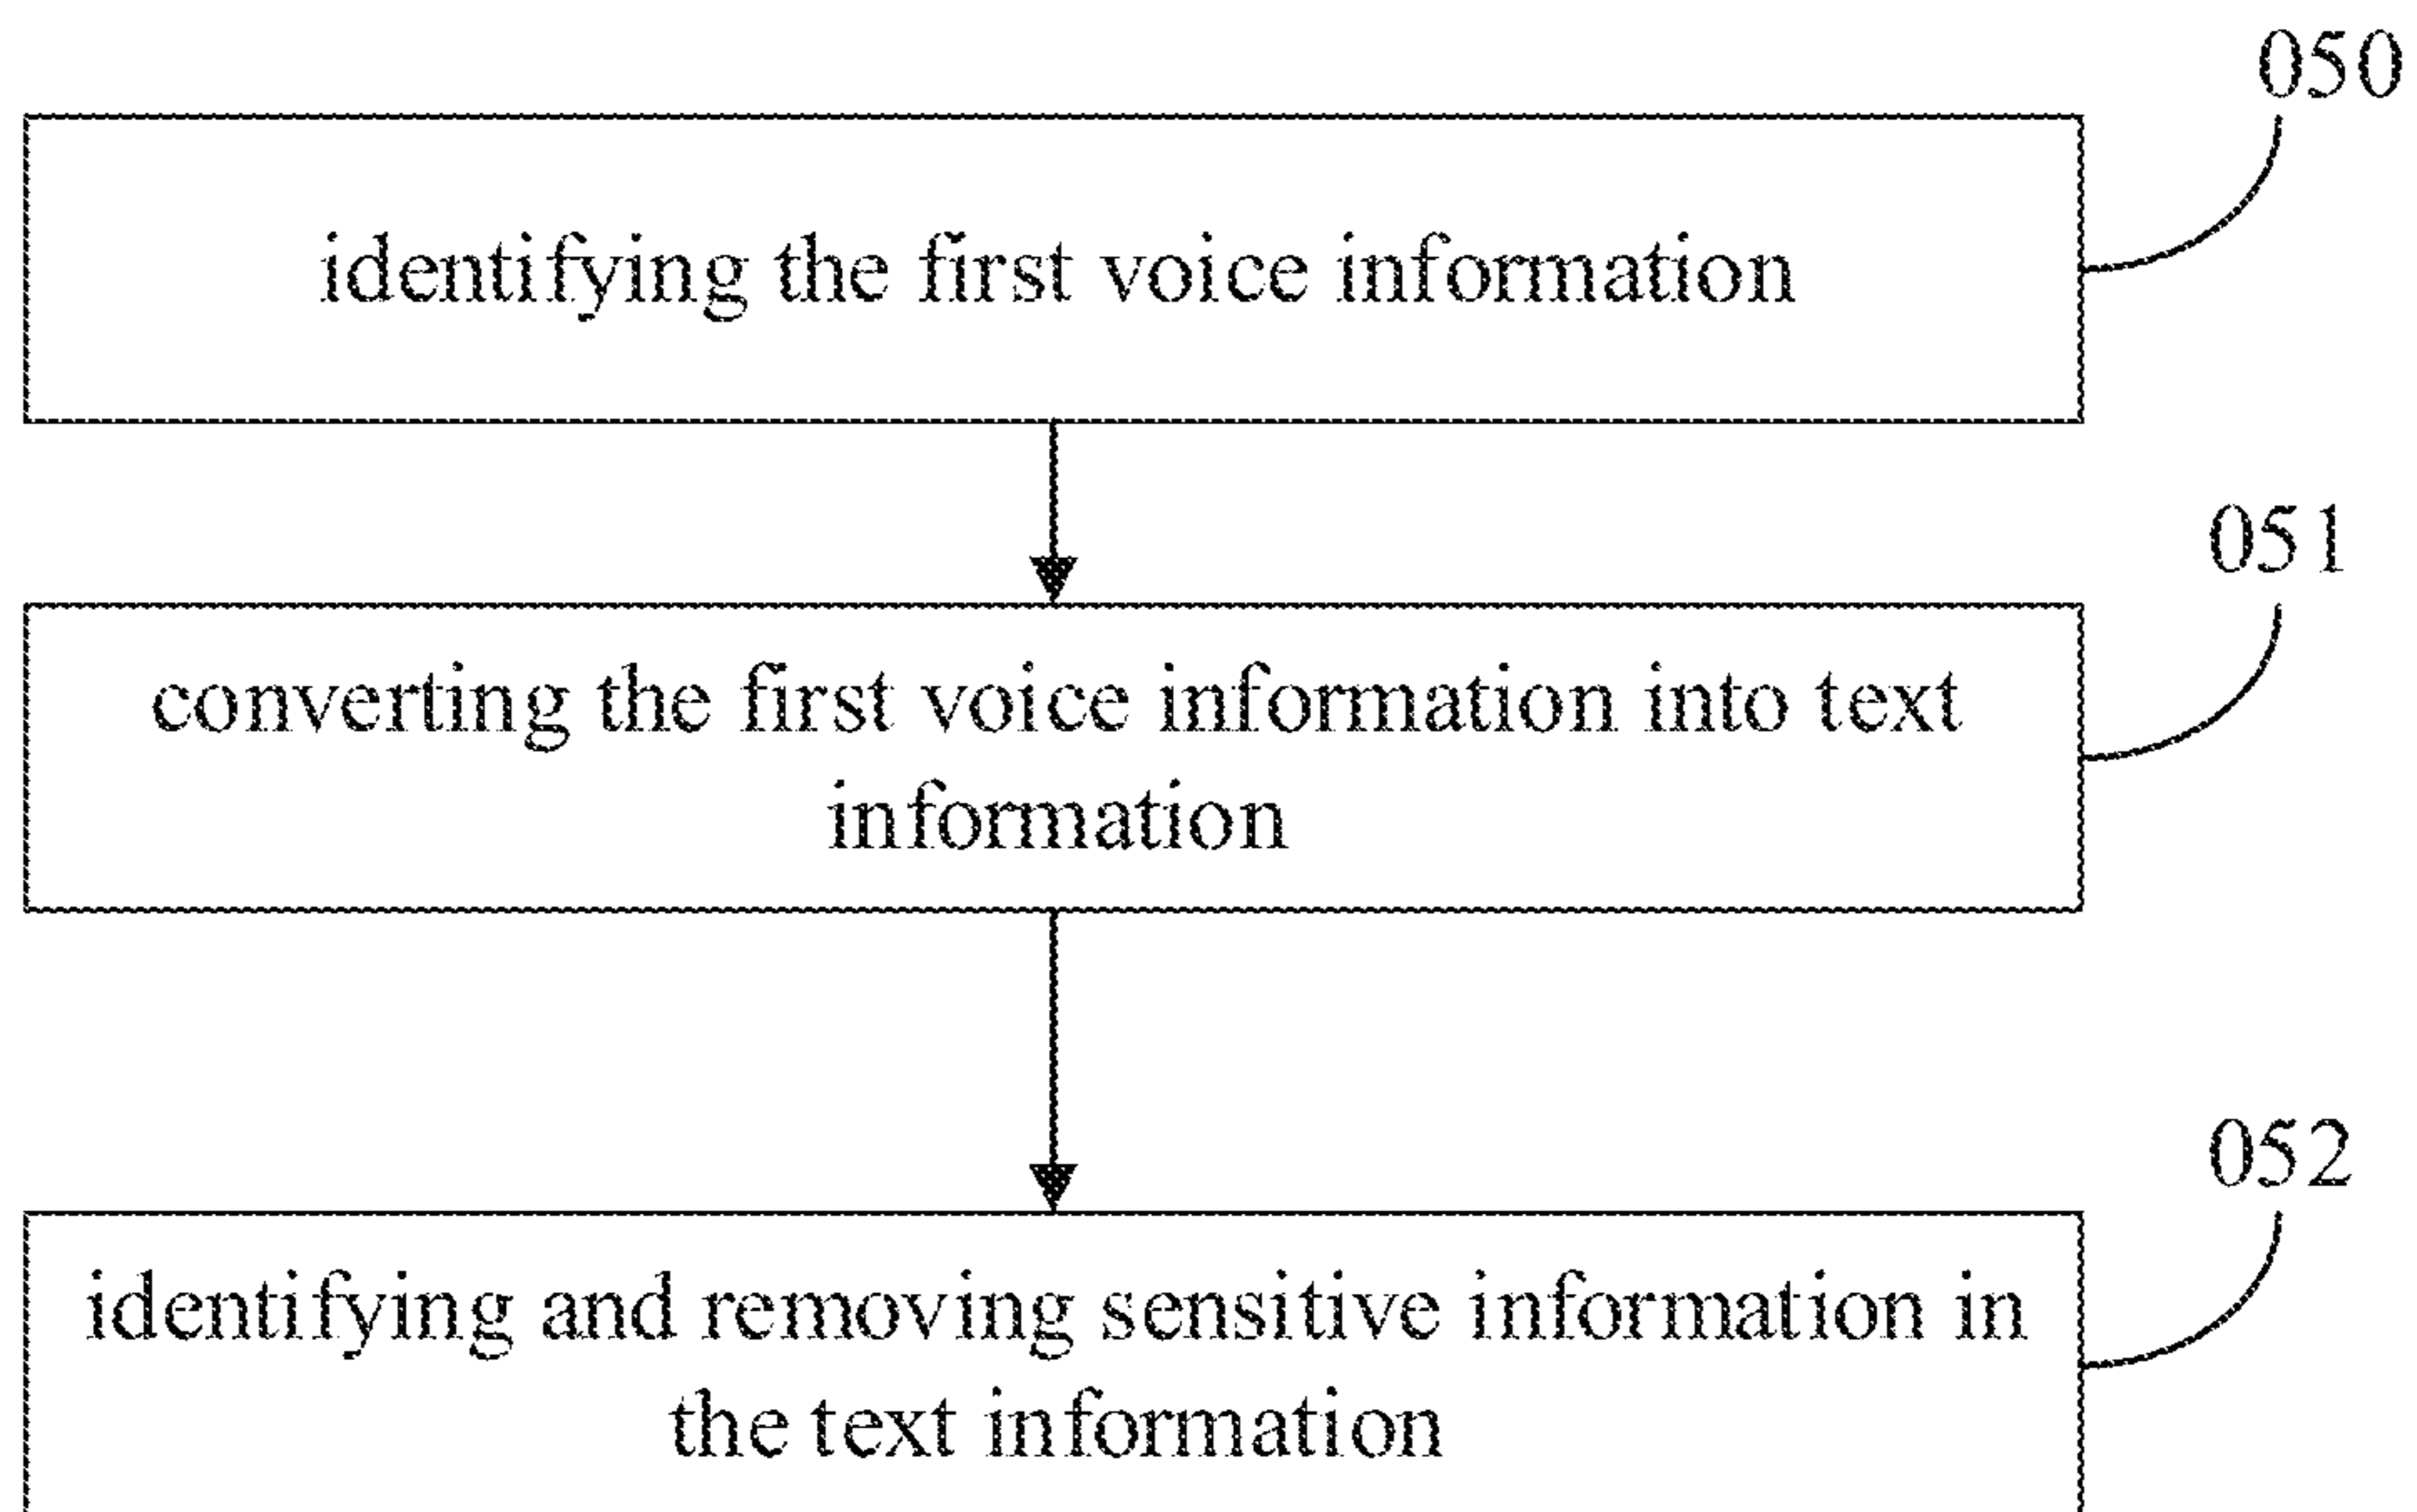 050
identifying the first voice information
051
converting the first voice information into text
information
052
identifying and removing sensitive information in
the text information